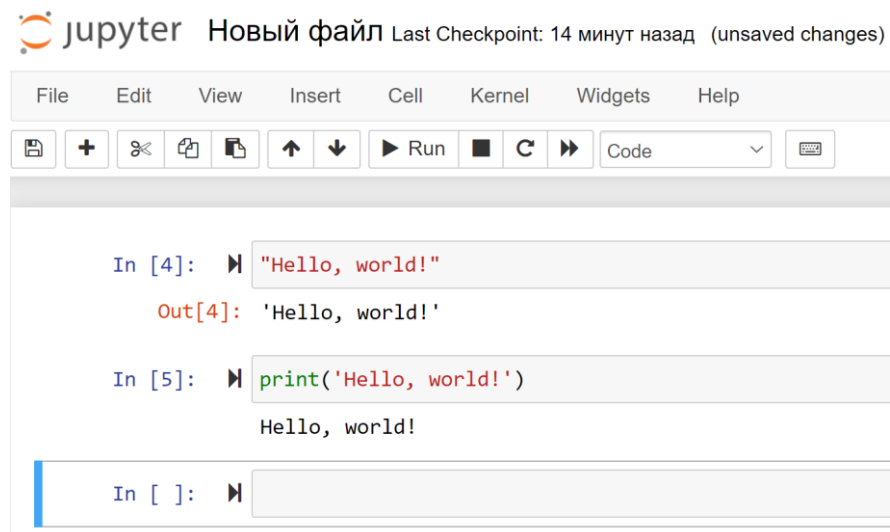 jupyter Новый файл Last Checkpoint: 14 минут назад (unsaved changes)
File Edit View Insert Cell Kernel Widgets Help
Run Code
In [4]: "Hello, world!"
Out[4]: 'Hello, world!'
In [5]: print('Hello, world!')
Hello, world!
In [ ]: